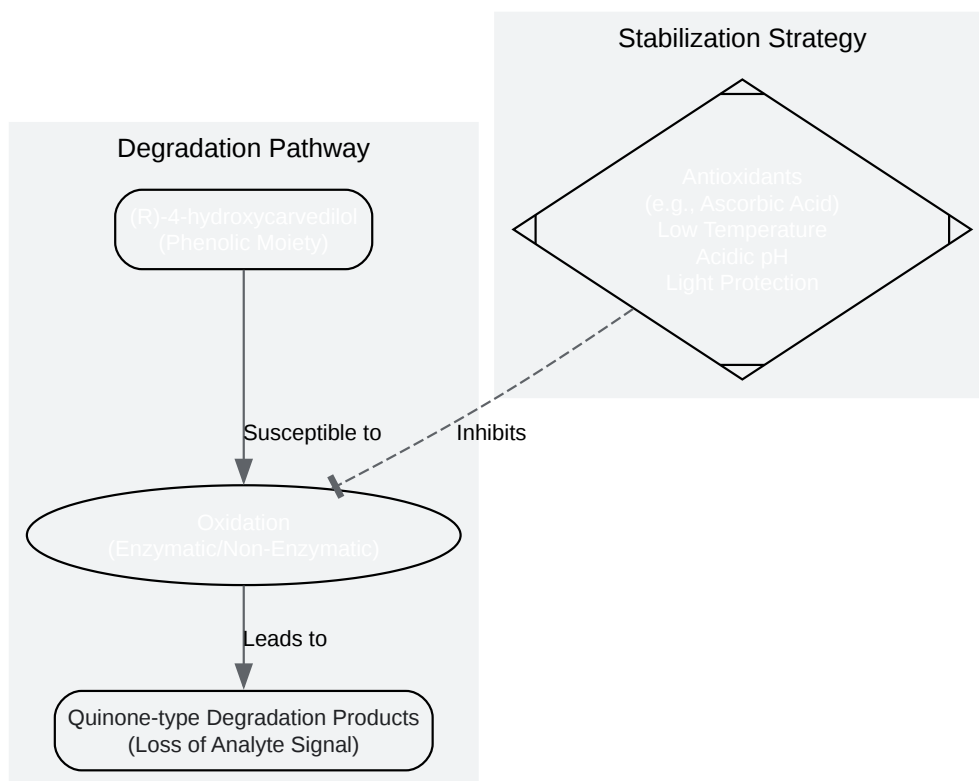 Stabilization Strategy
Antioxidants
(e.g., Ascorbic Acid)
Low Temperature
Acidic pH
Light Protection
Degradation Pathway
(R)-4-hydroxycarvedilol
(Phenolic Moiety)
Susceptible to
Inhibits
Oxidation
(Enzymatic/Non-Enzymatic)
Leads to
Quinone-type Degradation Products
(Loss of Analyte Signal)